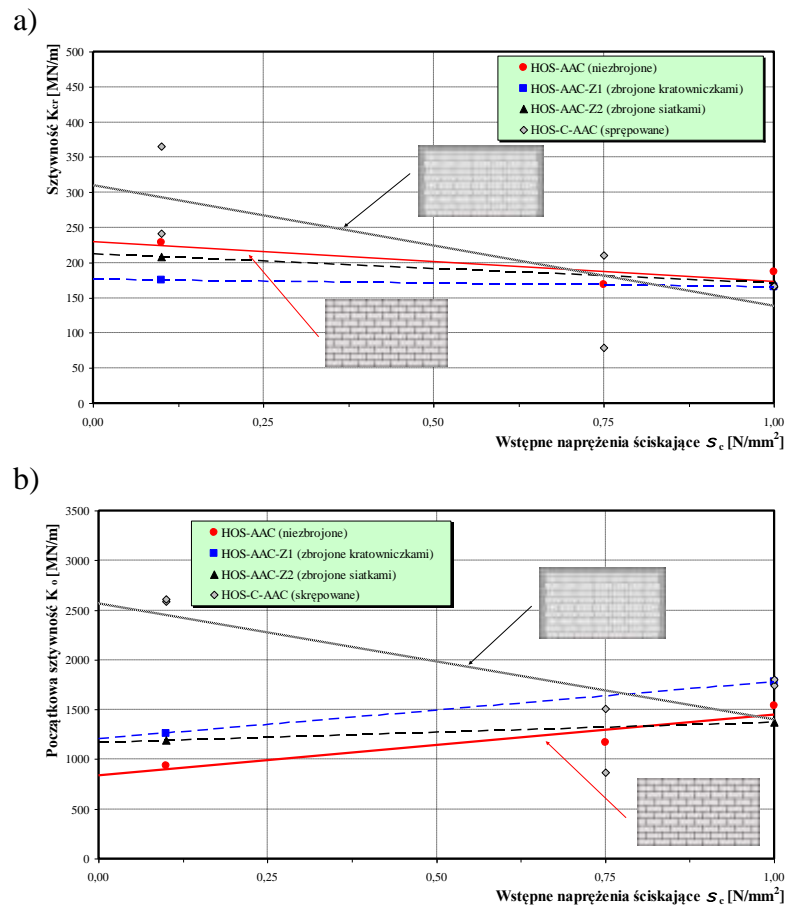 a)
Sztywność Kcr [MN/m]
500
450
400
350
300
250
200
150
100
50
0
HOS-AAC (niezbrojone)
HOS-AAC-Z1 (zbrojone kratowniczkami)
HOS-AAC-Z2 (zbrojone siatkami)
HOS-C-AAC (sprępowane)
0,00 0,25 0,50 0,75 1,00
Wstępne naprężenia ściskające s c [N/mm2]
b)
Początkowa sztywność K o [MN/m]
3500
3000
2500
2000
1500
1000
500
0
HOS-AAC (niezbrojone)
HOS-AAC-Z1 (zbrojone kratowniczkami)
HOS-AAC-Z2 (zbrojone siatkami)
HOS-C-AAC (skrępowane)
0,00 0,25 0,50 0,75 1,00
Wstępne naprężenia ściskające s c [N/mm2]